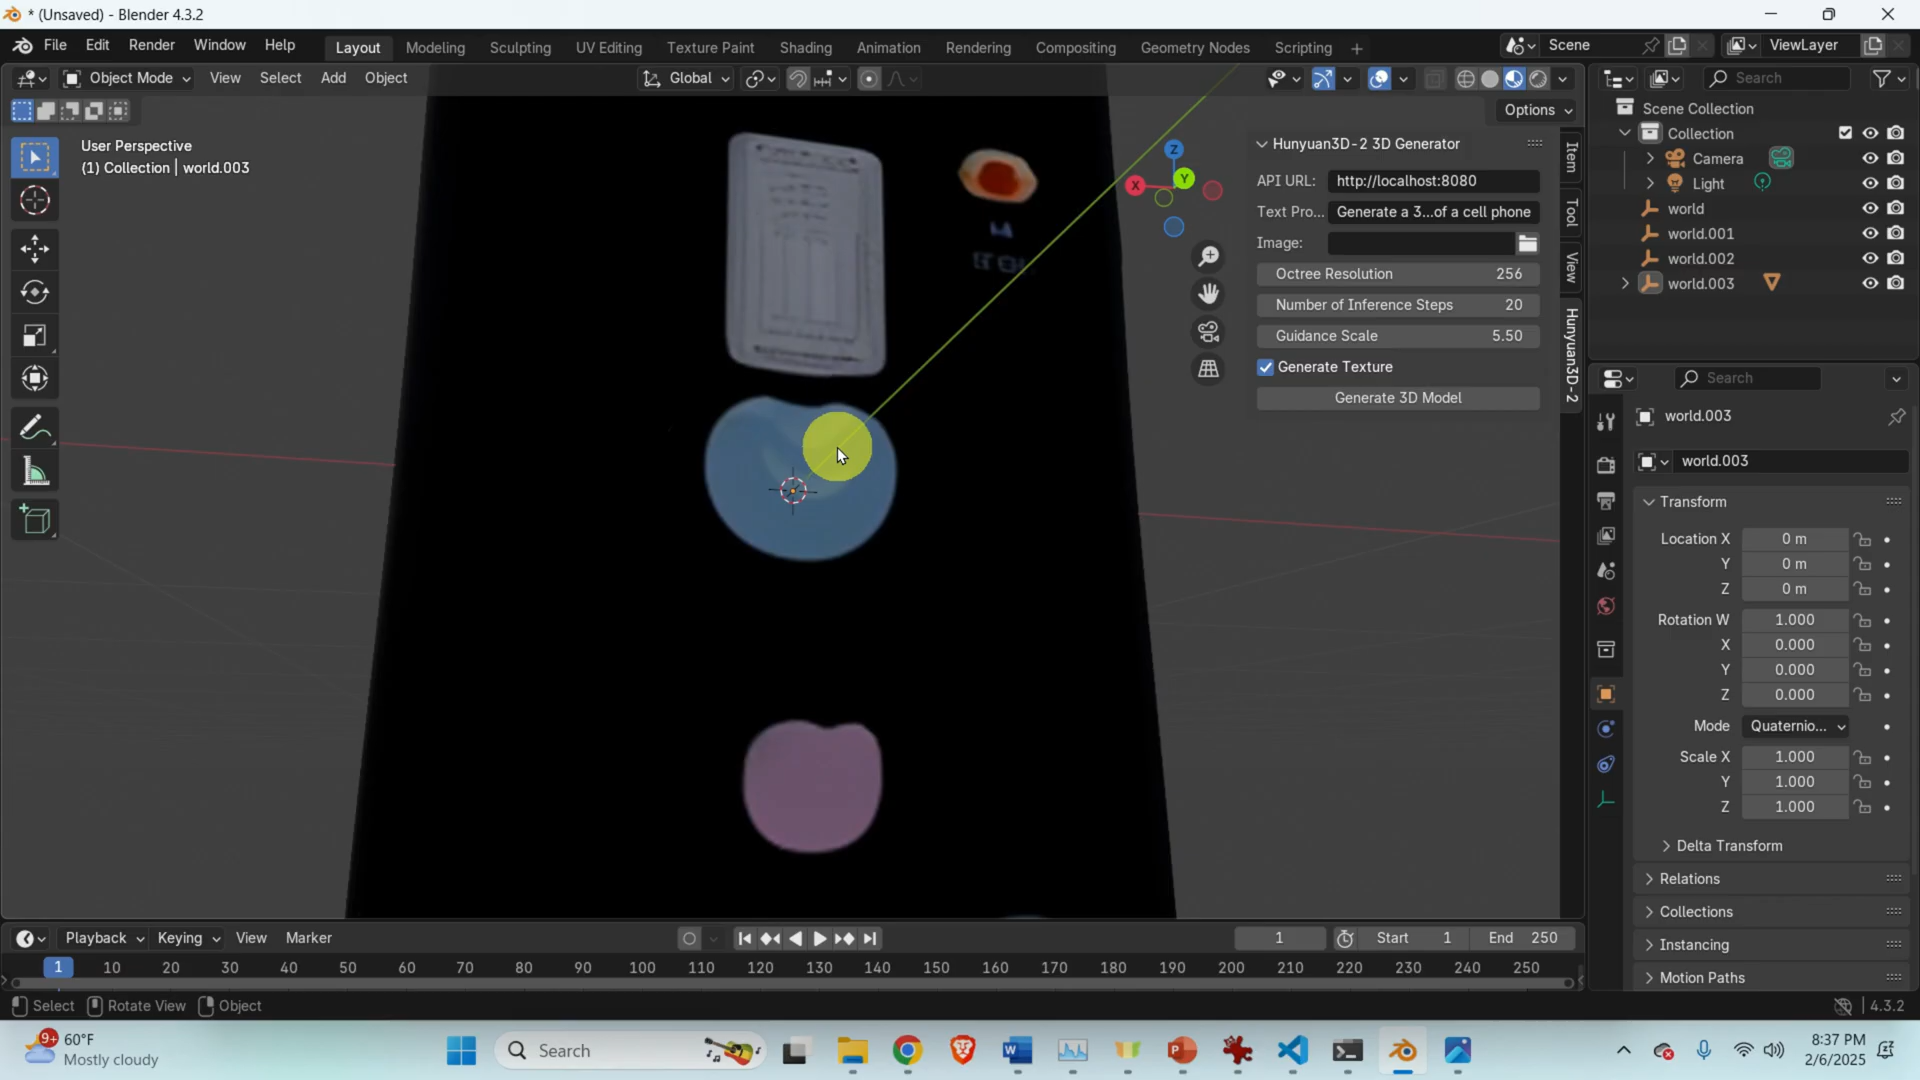 * (Unsaved) - Blender 4.3.2
File Edit Render Window Help
Layout Modeling Sculpting UV Editing Texture Paint Shading Animation Rendering Compositing Geometry Nodes Scripting +
Scene ViewLayer
Object Mode View Select Add Object Global
Search
Options
User Perspective
(1) Collection | world.003
Z
X
Y
Hunyuan3D-2 3D Generator
API URL: http://localhost:8080
Text Pro... Generate a 3...of a cell phone
Image:
Octree Resolution 256
Number of Inference Steps 20
Guidance Scale 5.50
Generate Texture
Generate 3D Model
Item
Tool
View
Hunyuan3D-2
Scene Collection
Collection
Camera
Light
world
world.001
world.002
world.003
Search
world.003
world.003
Transform
Location X 0 m
Y 0 m
Z 0 m
Rotation W 1.000
X 0.000
Y 0.000
Z 0.000
Mode Quaternio...
Scale X 1.000
Y 1.000
Z 1.000
Delta Transform
Relations
Collections
Instancing
Motion Paths
Playback Keying View Marker
1 Start 1 End 250
1 10 20 30 40 50 60 70 80 90 100 110 120 130 140 150 160 170 180 190 200 210 220 230 240 250
Select Rotate View Object
4.3.2
9+ 60°F
Mostly cloudy
Search
8:37 PM
2/6/2025